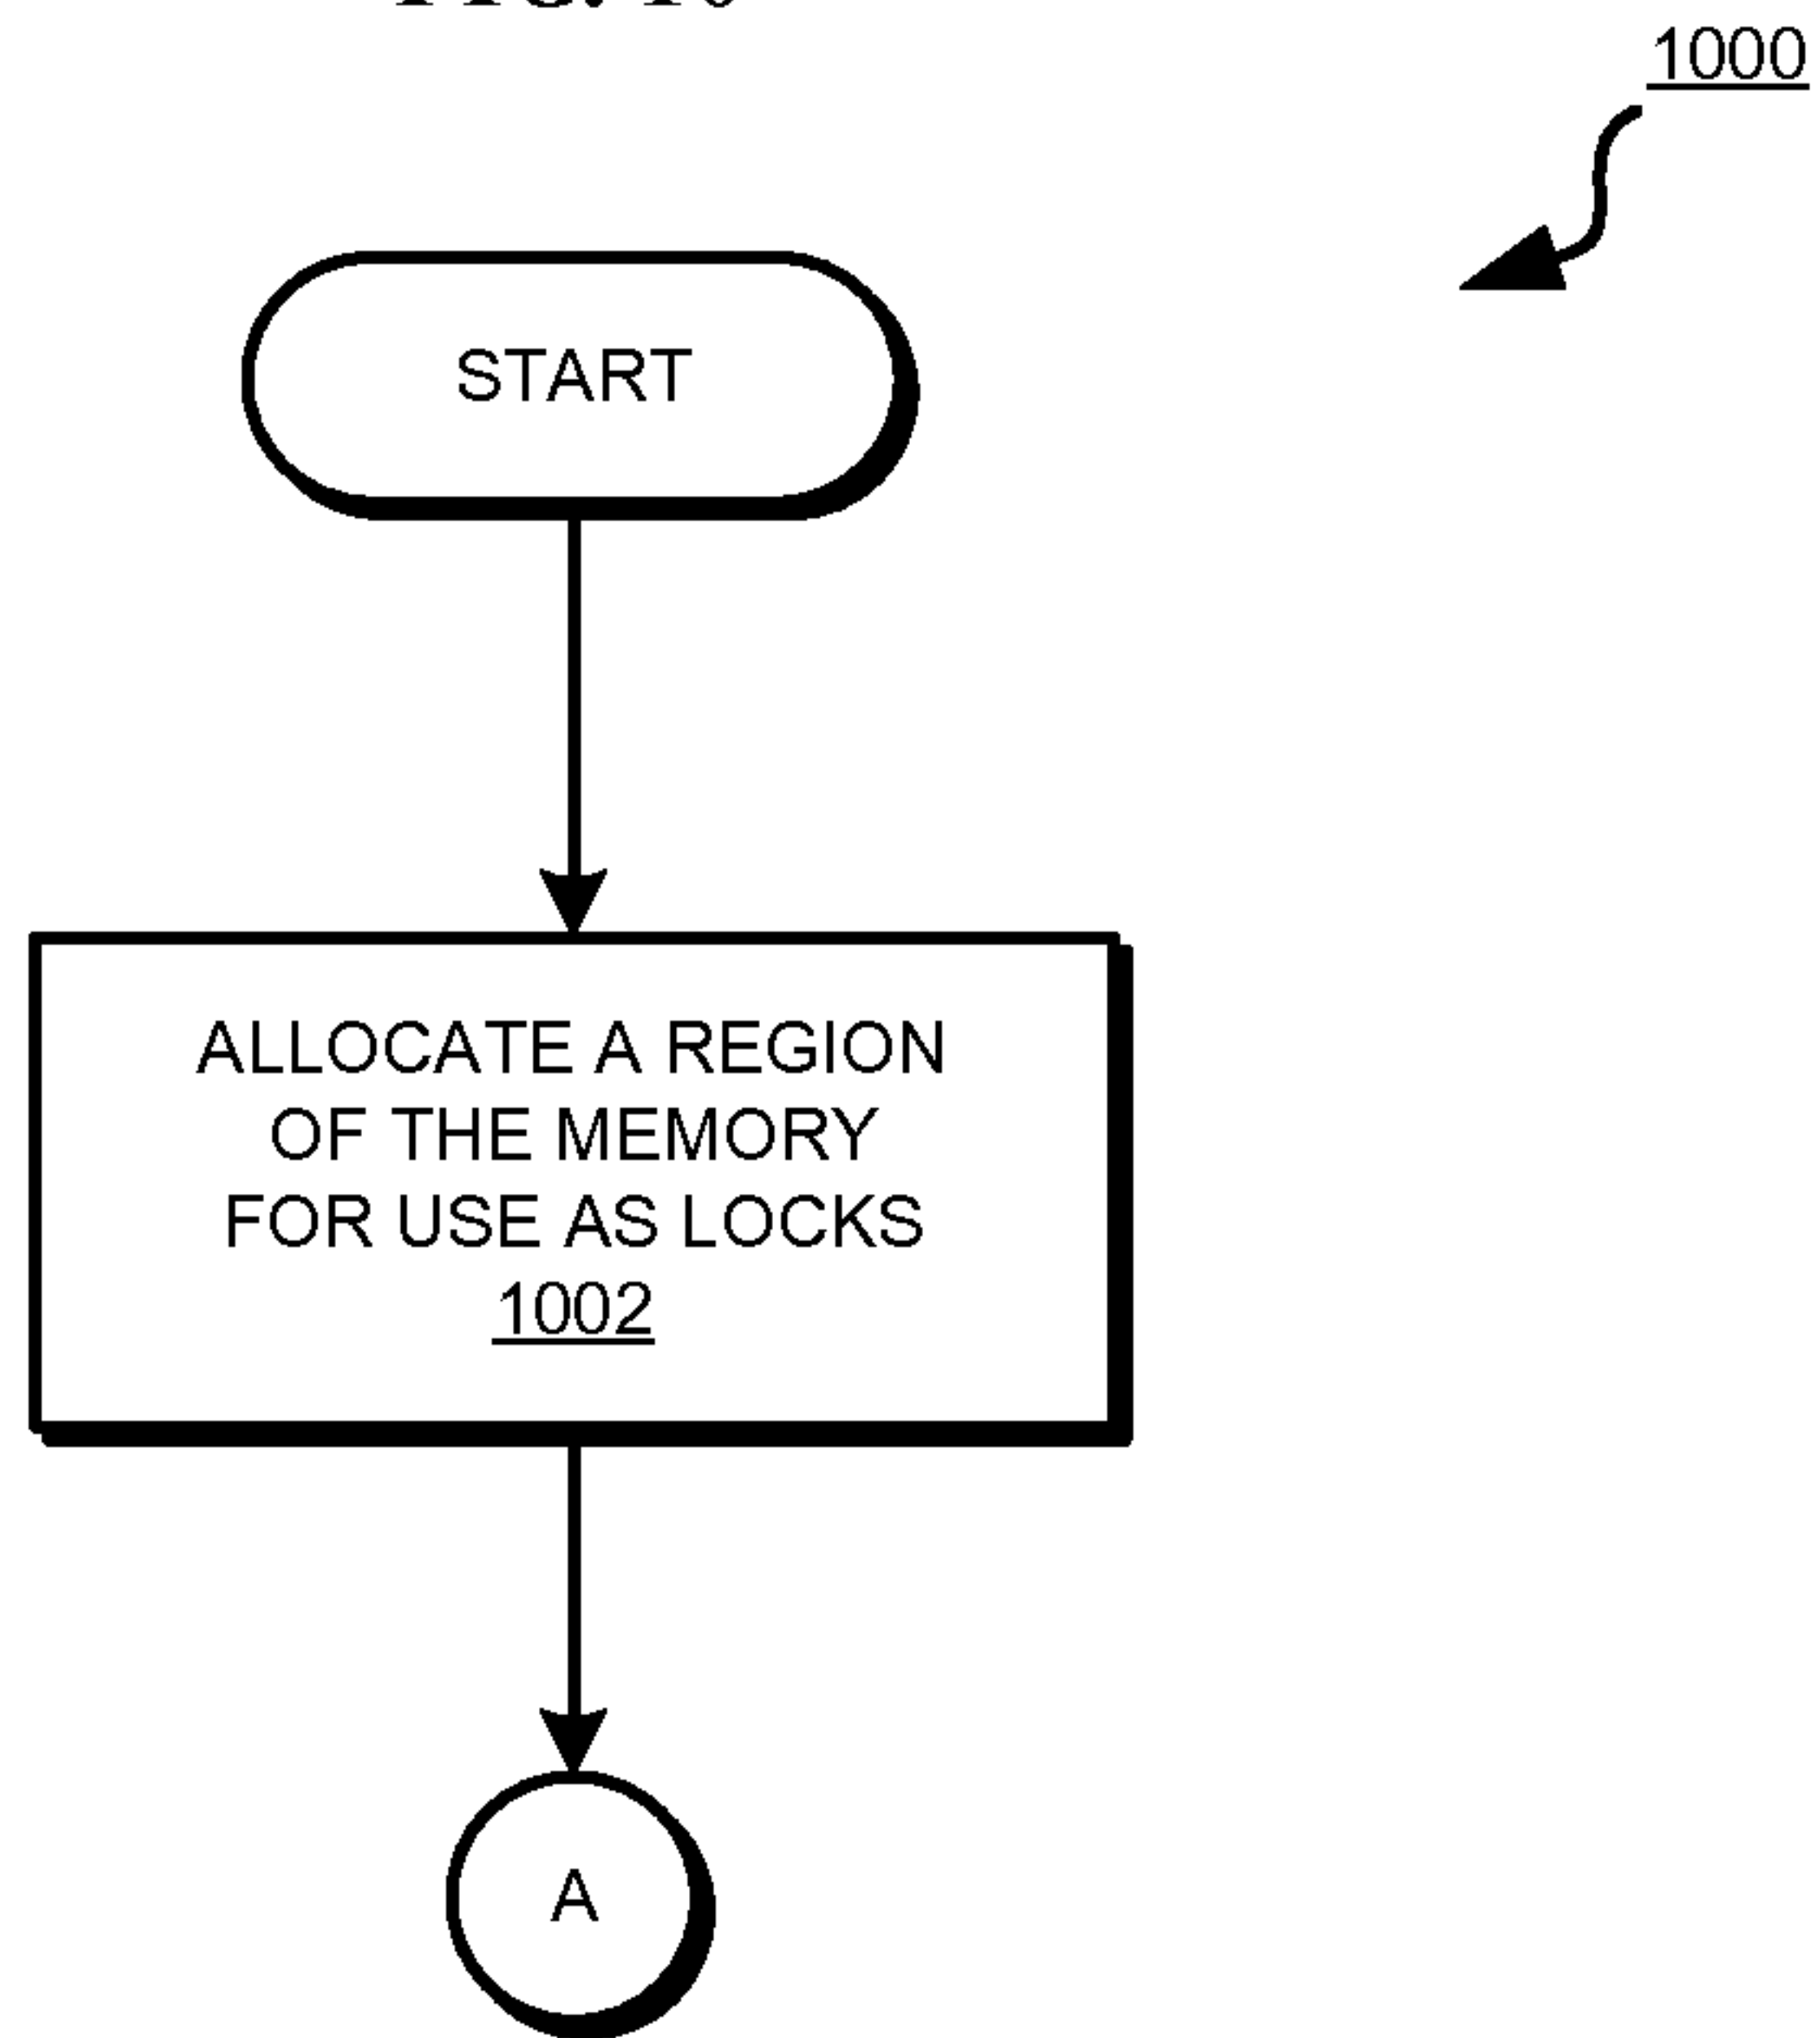 1000
START
ALLOCATE A REGION
OF THE MEMORY
FOR USE AS LOCKS
1002
A